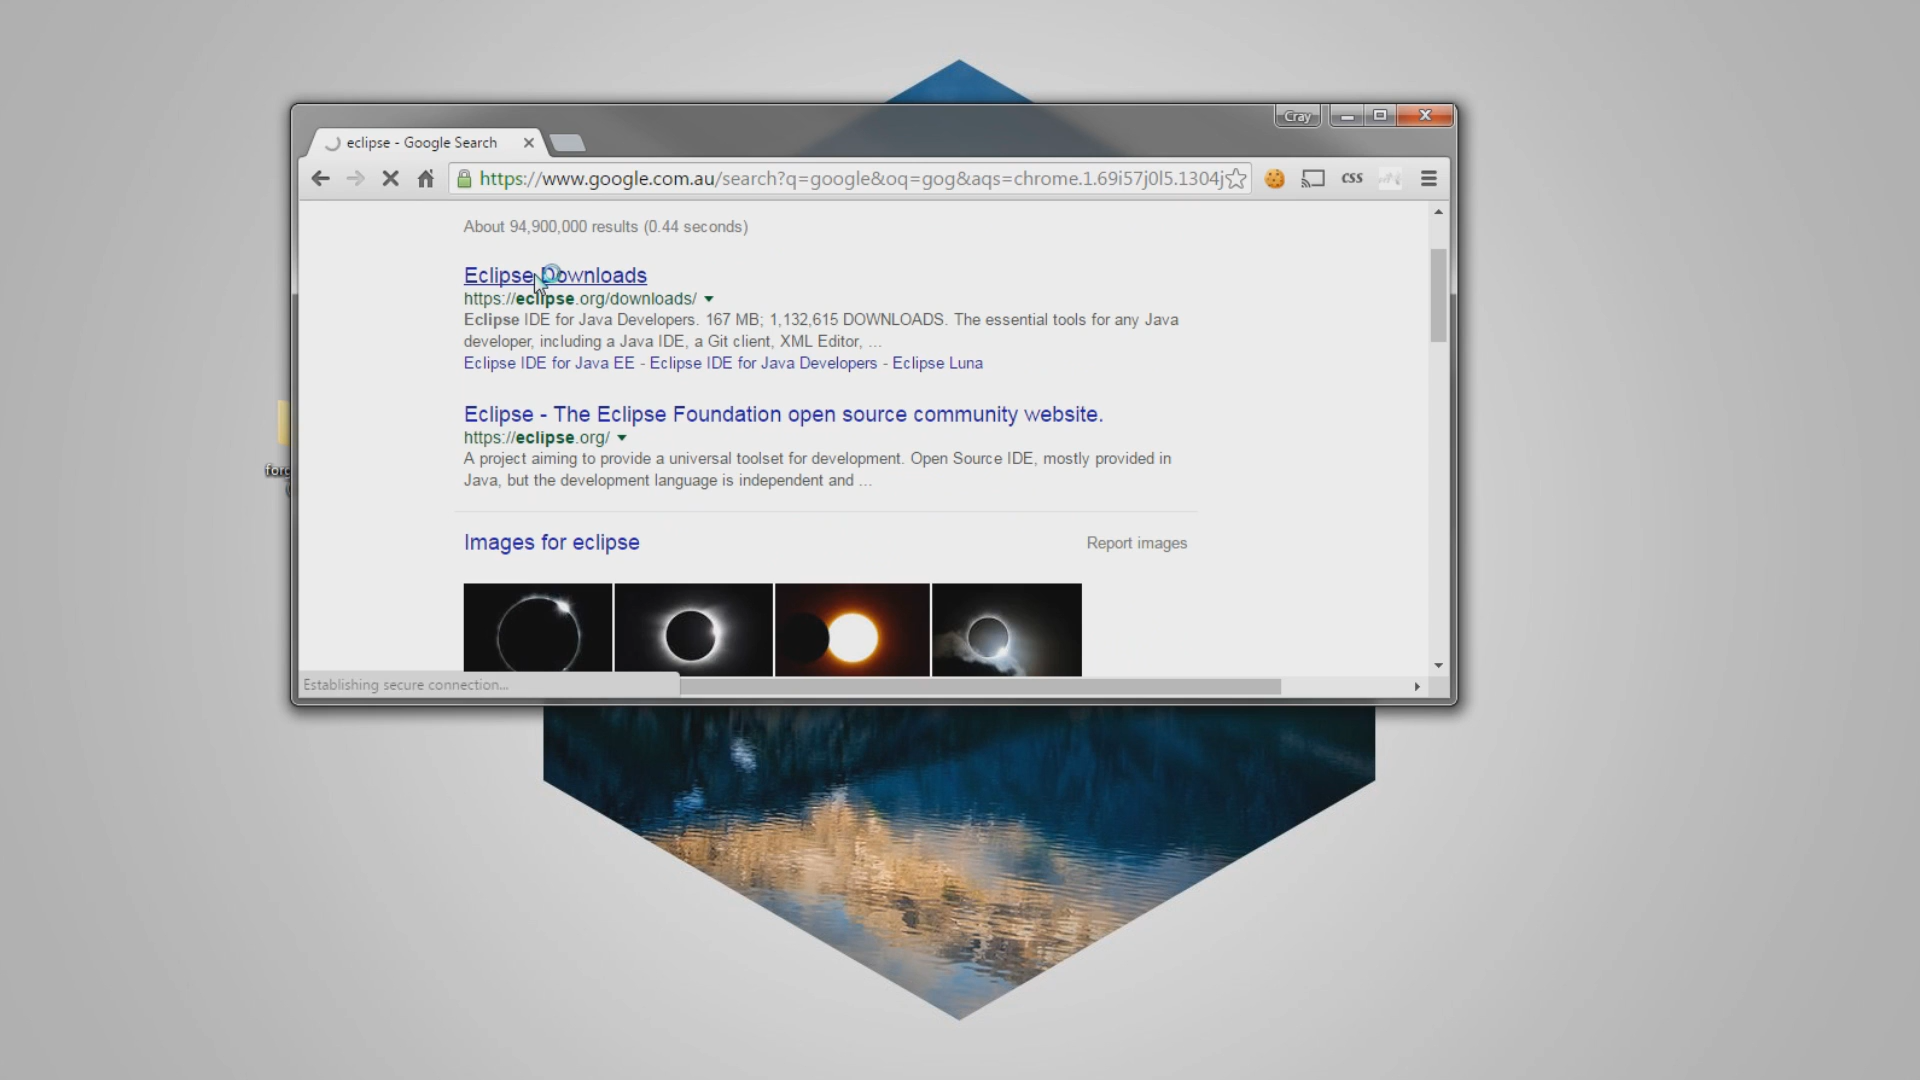 Cray
eclipse - Google Search
https://www.google.com.au/search?q=google&oq=gog&aqs=chrome.1.69i57j0l5.1304j
css
About 94,900,000 results (0.44 seconds)
Eclipse Downloads
https://eclipse.org/downloads/
Eclipse IDE for Java Developers. 167 MB; 1,132,615 DOWNLOADS. The essential tools for any Java
developer, including a Java IDE, a Git client, XML Editor, ...
Eclipse IDE for Java EE - Eclipse IDE for Java Developers - Eclipse Luna
Eclipse - The Eclipse Foundation open source community website.
https://eclipse.org/
A project aiming to provide a universal toolset for development. Open Source IDE, mostly provided in
Java, but the development language is independent and ...
Images for eclipse
Report images
Establishing secure connection...